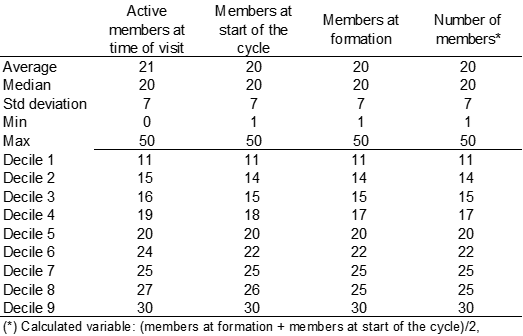 Active members at time of visit Members at start of the cycle Members at formation Number of members*
Average 21 20 20 20
Median 20 20 20 20
Std deviation 7 7 7 7
Min 0 1 1 1
Max 50 50 50 50
Decile 1 11 11 11 11
Decile 2 15 14 14 14
Decile 3 16 15 15 15
Decile 4 19 18 17 17
Decile 5 20 20 20 20
Decile 6 24 22 22 22
Decile 7 25 25 25 25
Decile 8 27 26 25 25
Decile 9 30 30 30 30
(*) Calculated variable: (members at formation + members at start of the cycle)/2,